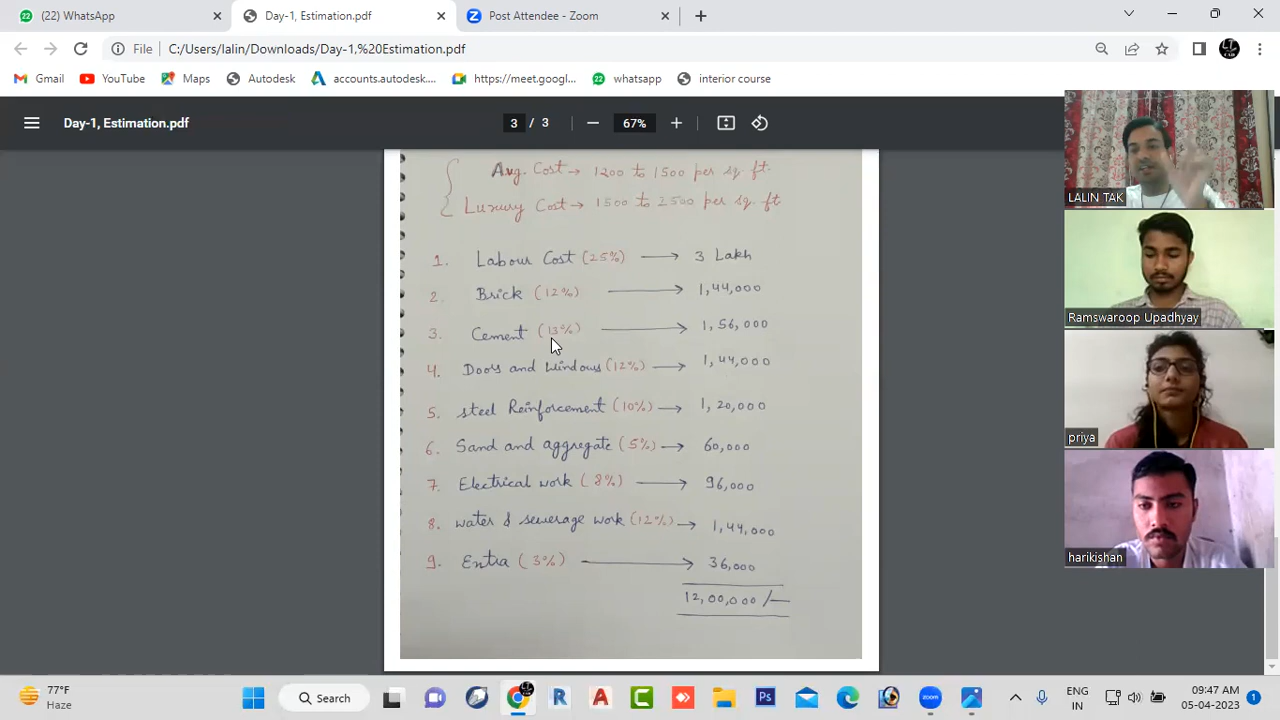 (22) WhatsApp
Day-1, Estimation.pdf
Post Attendee - Zoom
File
C:/Users/lalin/Downloads/Day-1,%20Estimation.pdf
Gmail
YouTube
Maps
Autodesk
accounts.autodesk...
https://meet.googl...
whatsapp
interior course
Day-1, Estimation.pdf
3 / 3
67%
Avg. Cost → 1200 to 1500 per sq. ft.
Luxury Cost → 1500 to 2500 per sq. ft
1. Labour Cost (25%) → 3 Lakh
2. Brick (12%) → 1,44,000
3. Cement (13%) → 1,56,000
4. Doors and Windows (12%) → 1,44,000
5. steel Reinforcement (10%) → 1,20,000
6. Sand and aggregate (5%) → 60,000
7. Electrical work (8%) → 96,000
8. water & sewerage work (12%) → 1,44,000
9. Extra (3%) → 36,000
12,00,000/-
LALIN TAK
Ramswaroop Upadhyay
priya
harikishan
77°F
Haze
Search
ENG
IN
09:47 AM
05-04-2023
1